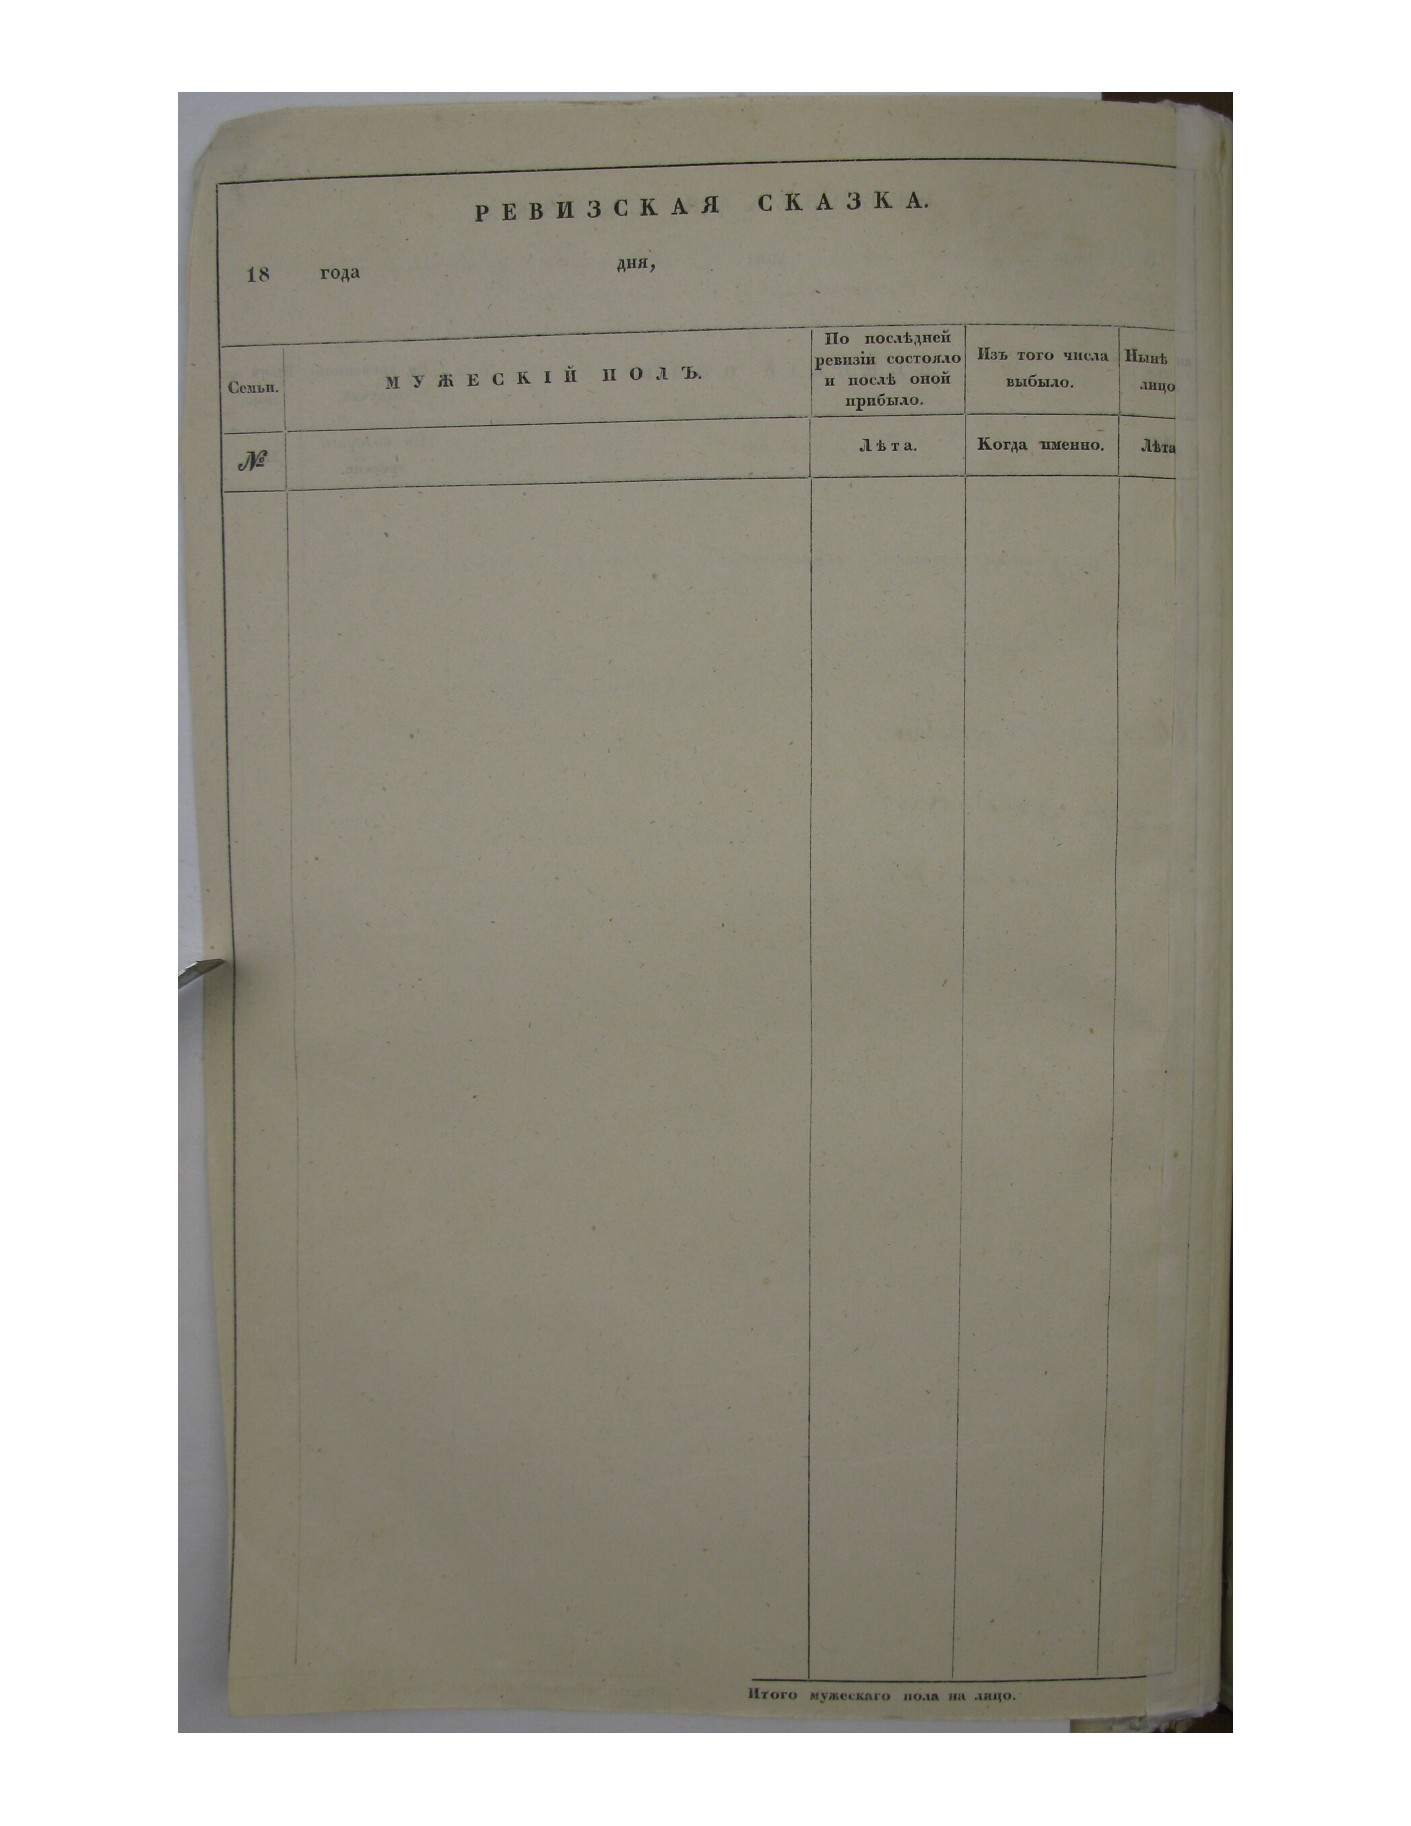 РЕВИЗСКАЯ СКАЗКА.
18 года дня,
Семьи.
МУЖЕСКІЙ ПОЛЪ.
По послѣдней
ревизіи состояло
и послѣ оной
прибыло.
Изъ того числа
выбыло.
Нынѣ
лицо
№
Лѣта.
Когда именно.
Лѣта
Итого мужескаго пола на лицо.